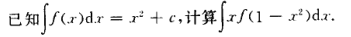 已知∫f(x)dx = x² + c,计算∫xf(1 − x²)dx.